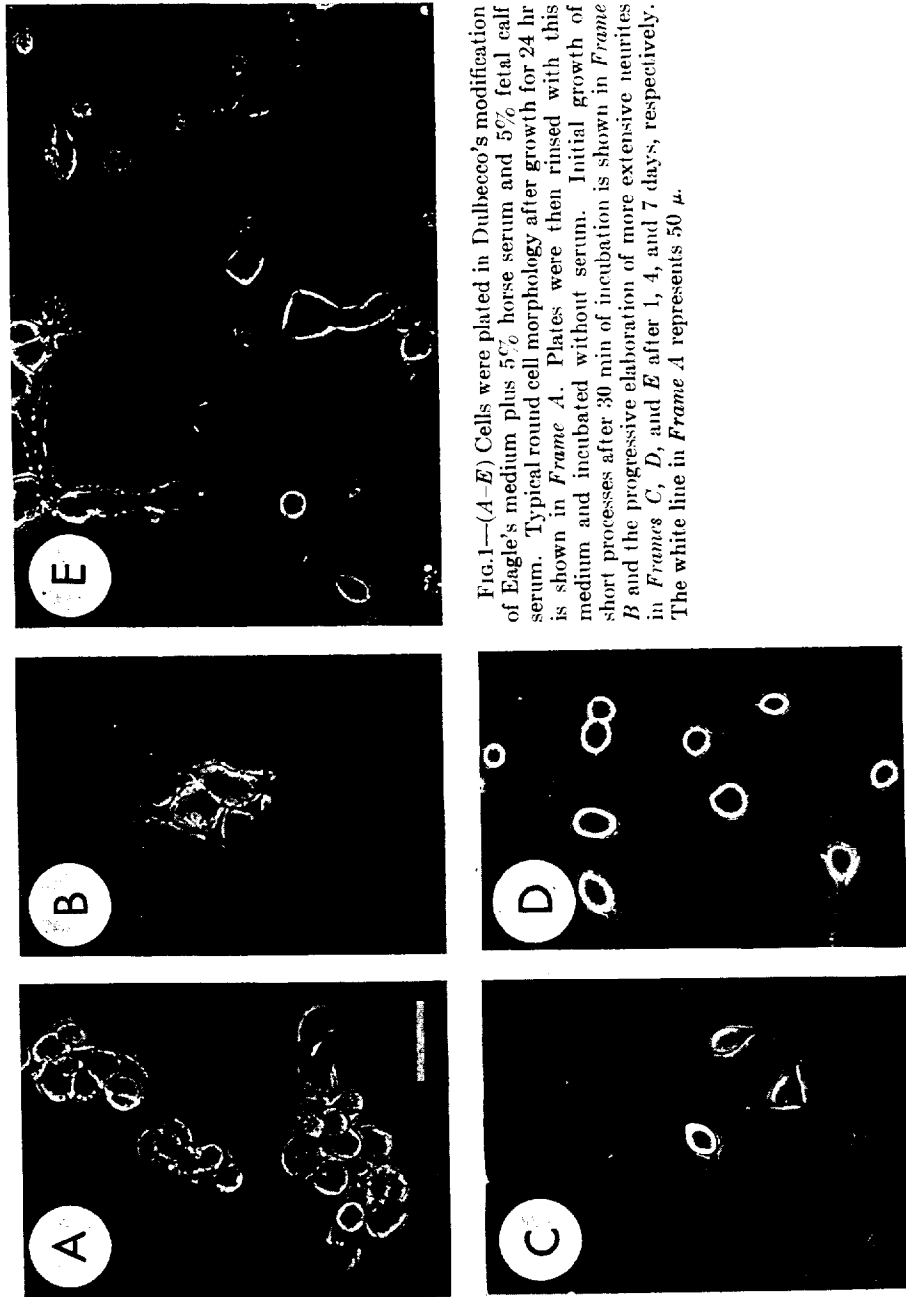 A
B
E
C
D
FIG.1—(A–E) Cells were plated in Dulbecco's modification
of Eagle's medium plus 5% horse serum and 5% fetal calf
serum. Typical round cell morphology after growth for 24 hr
is shown in Frame A. Plates were then rinsed with this
medium and incubated without serum. Initial growth of
short processes after 30 min of incubation is shown in Frame
B and the progressive elaboration of more extensive neurites
in Frames C, D, and E after 1, 4, and 7 days, respectively.
The white line in Frame A represents 50 μ.